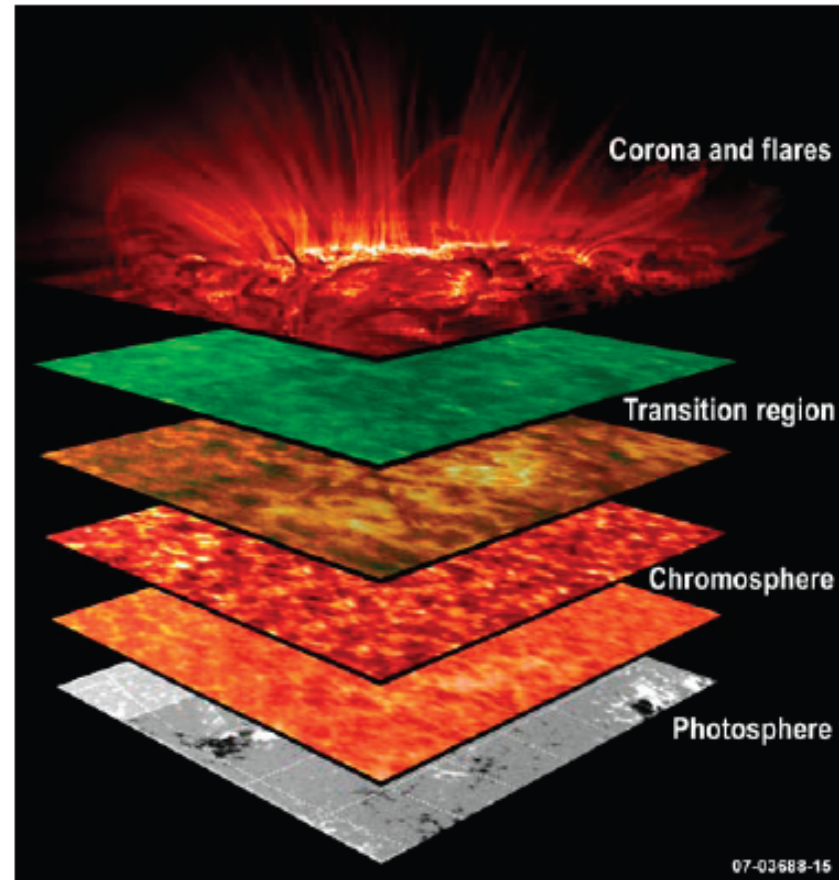 Corona and flares
Transition region
Chromosphere
Photosphere
07-03688-15